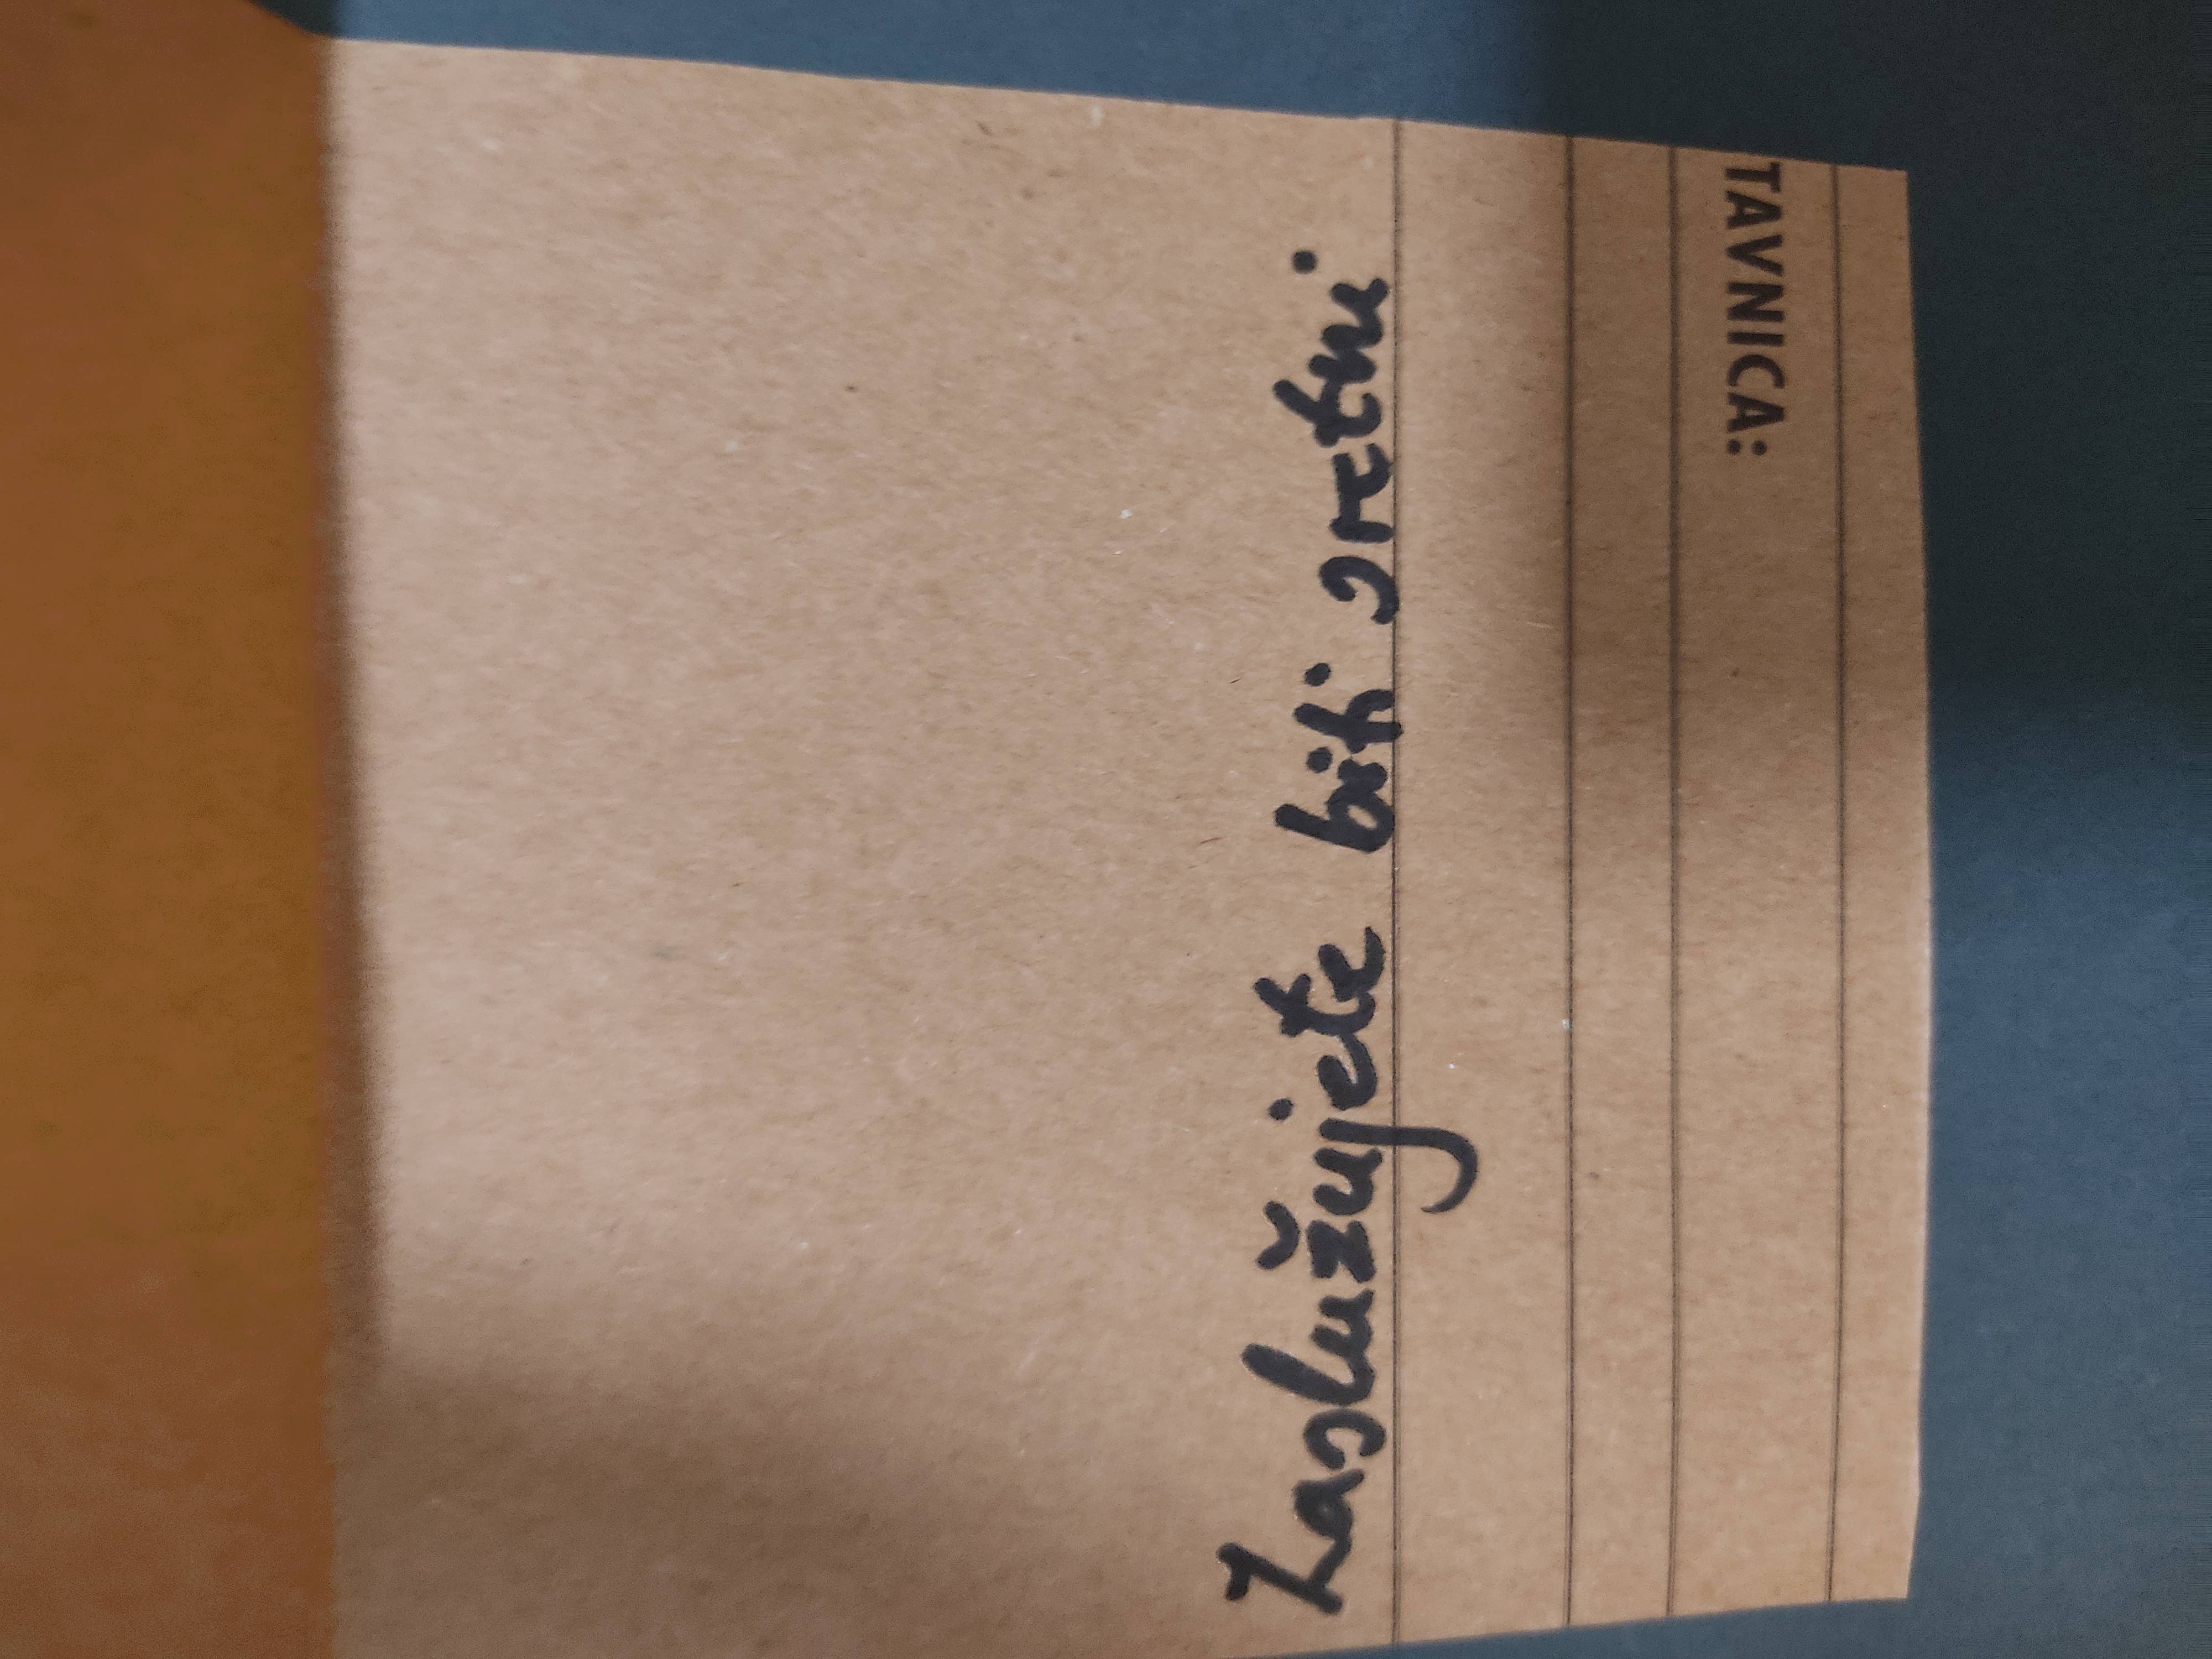 Zaslužujete biti sretni
TAVNICA: